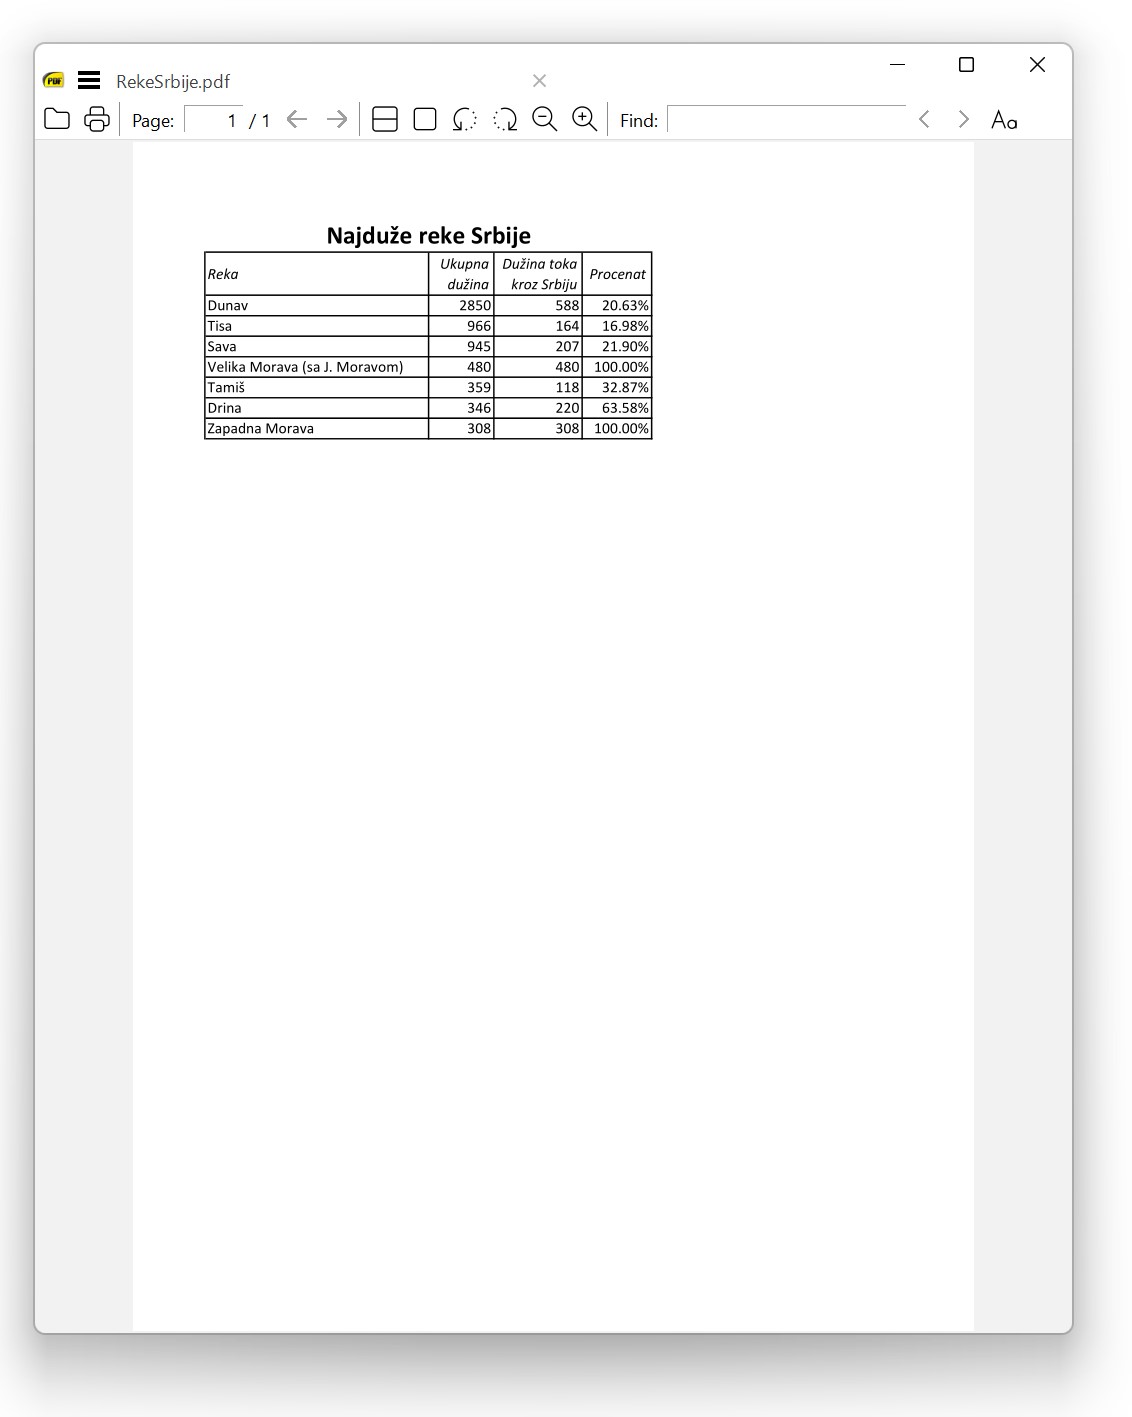 PDF
RekeSrbije.pdf
Page: 1 / 1 Find: Aa
Najduže reke Srbije
Reka Ukupna dužina Dužina toka kroz Srbiju Procenat
Dunav 2850 588 20.63%
Tisa 966 164 16.98%
Sava 945 207 21.90%
Velika Morava (sa J. Moravom) 480 480 100.00%
Tamiš 359 118 32.87%
Drina 346 220 63.58%
Zapadna Morava 308 308 100.00%